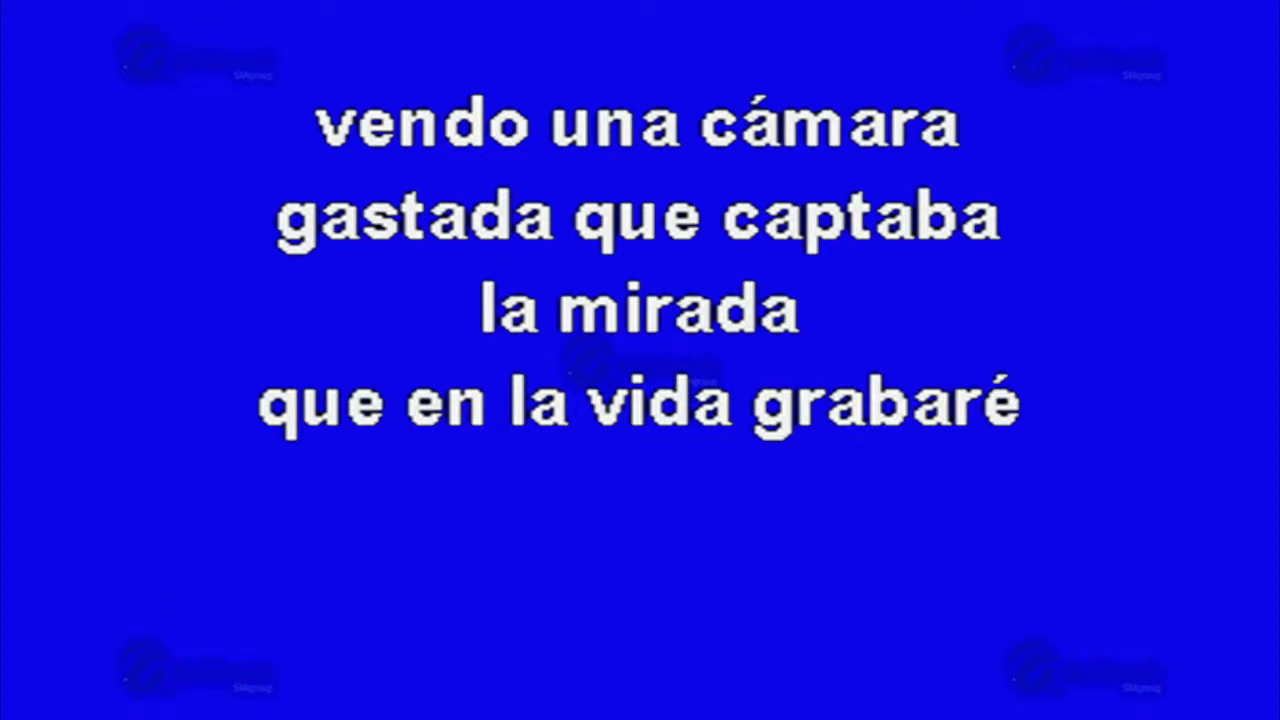 vendo una cámara
gastada que captaba
la mirada
que en la vida grabaré